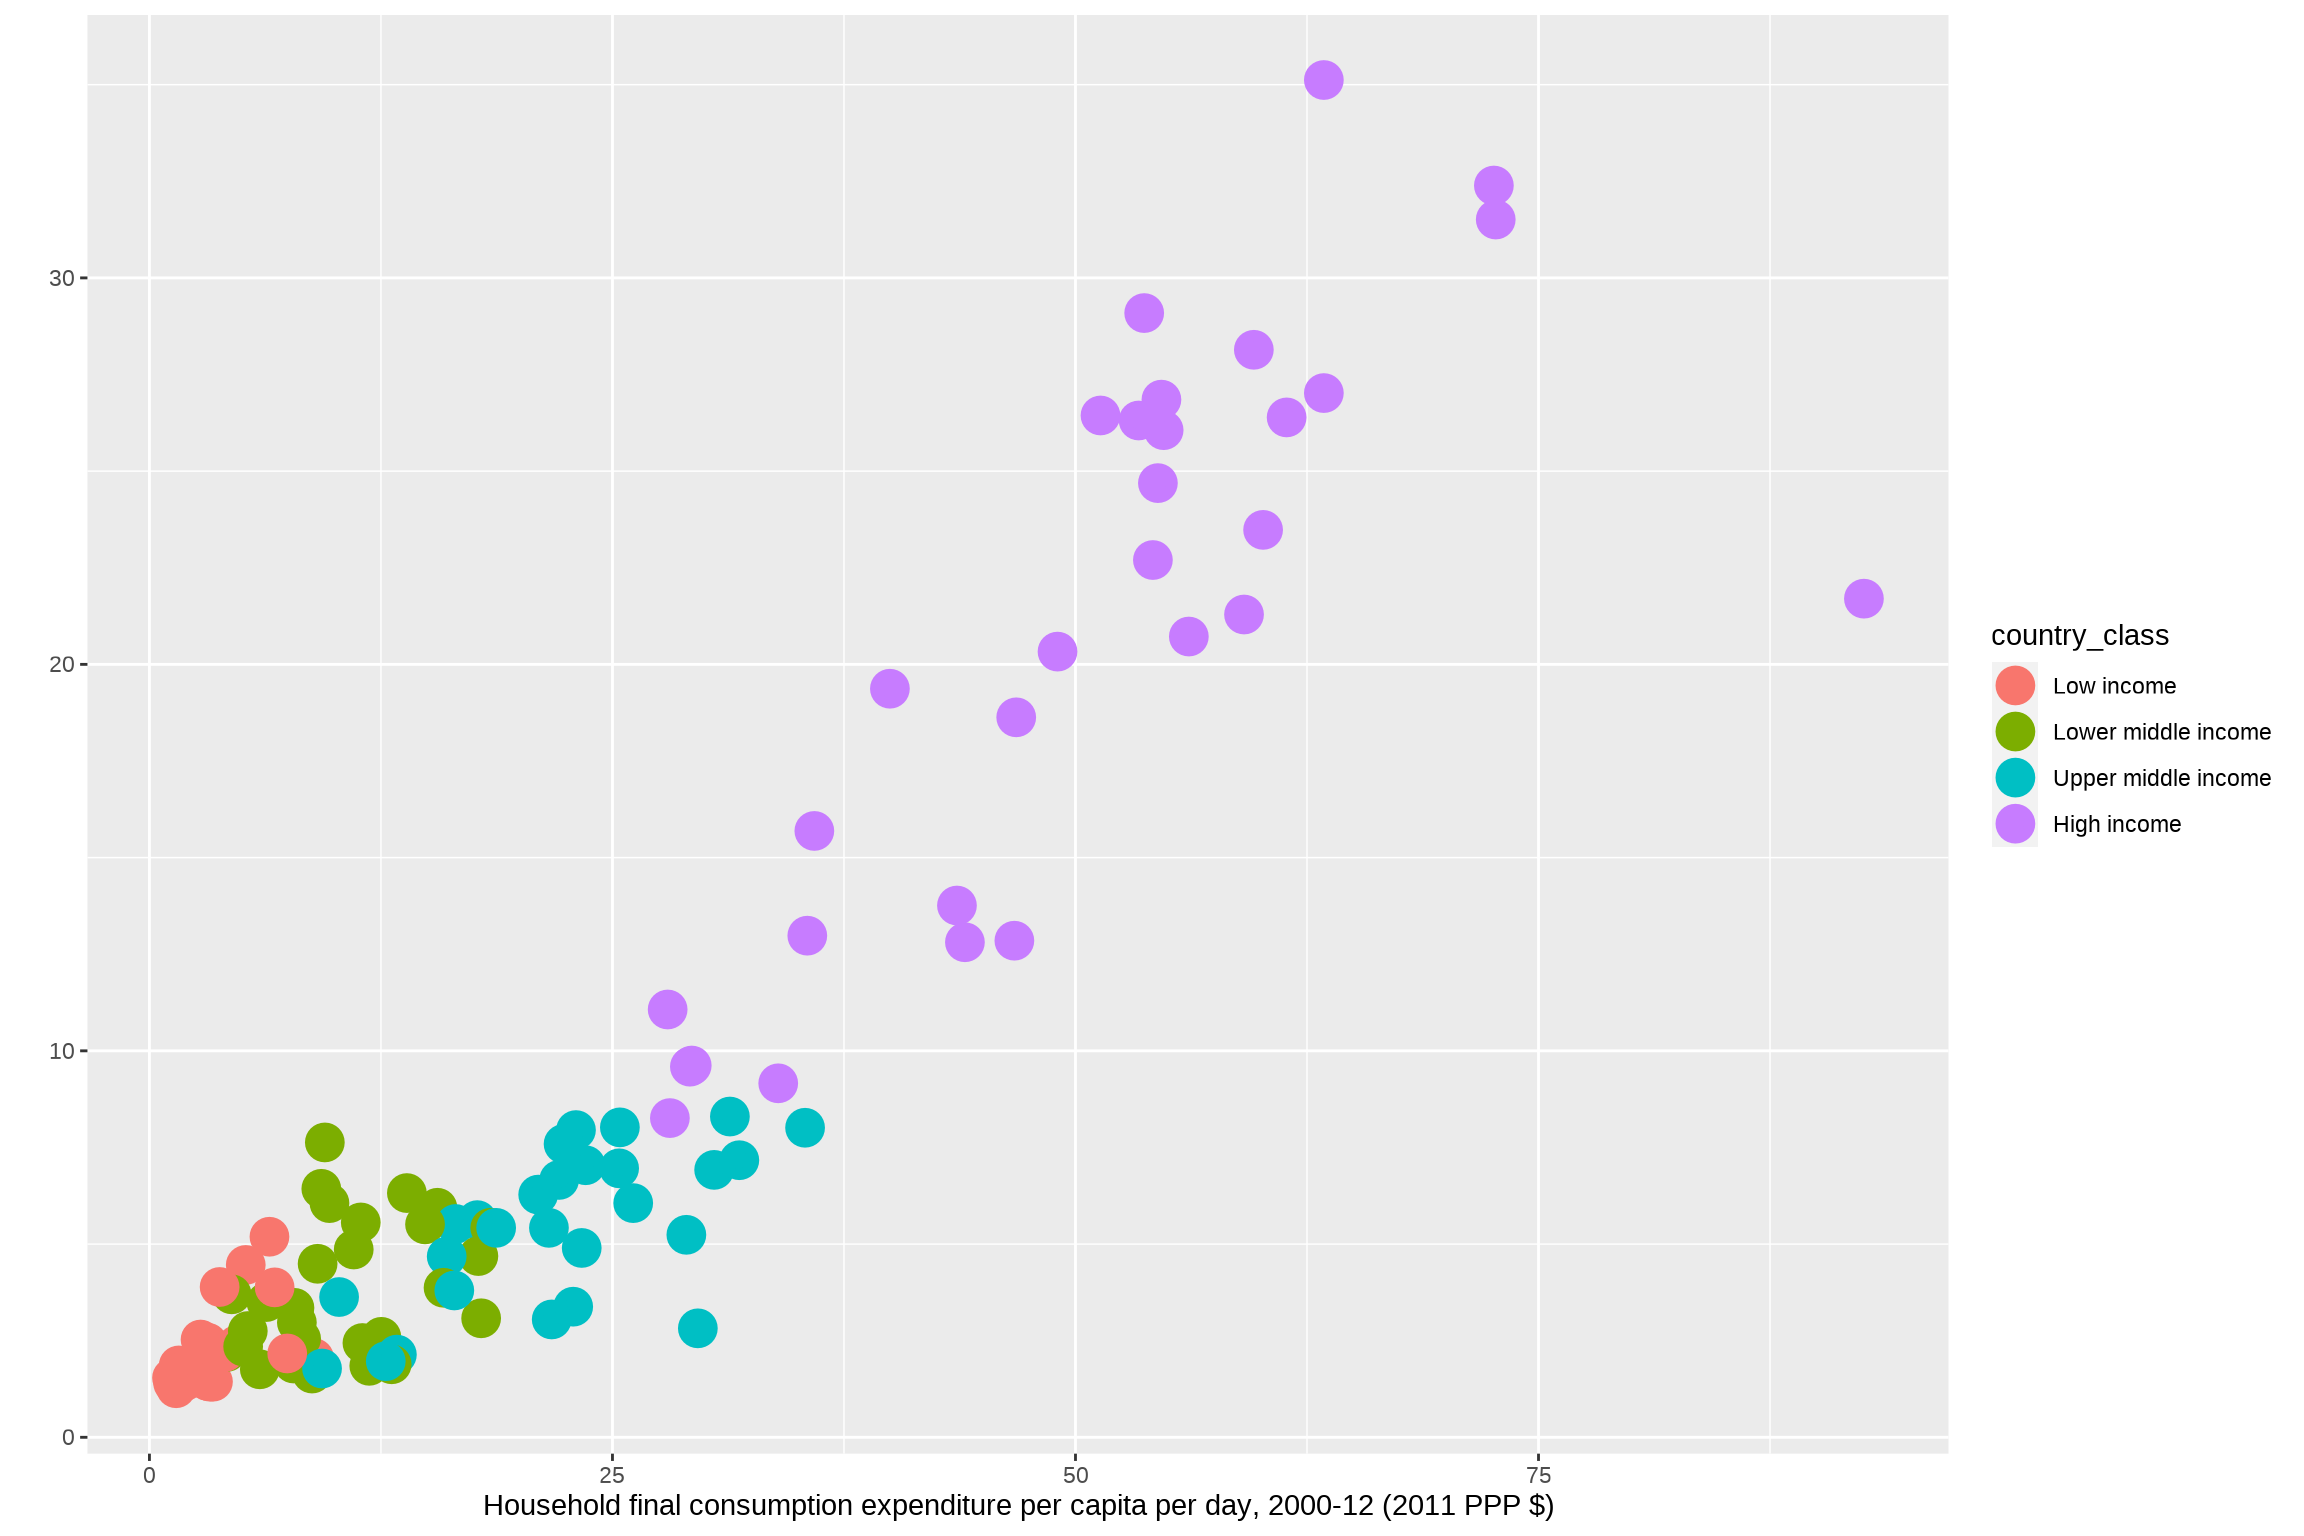 30
20
10
0
0
25
50
75
Household final consumption expenditure per capita per day, 2000-12 (2011 PPP $)
country_class
Low income
Lower middle income
Upper middle income
High income